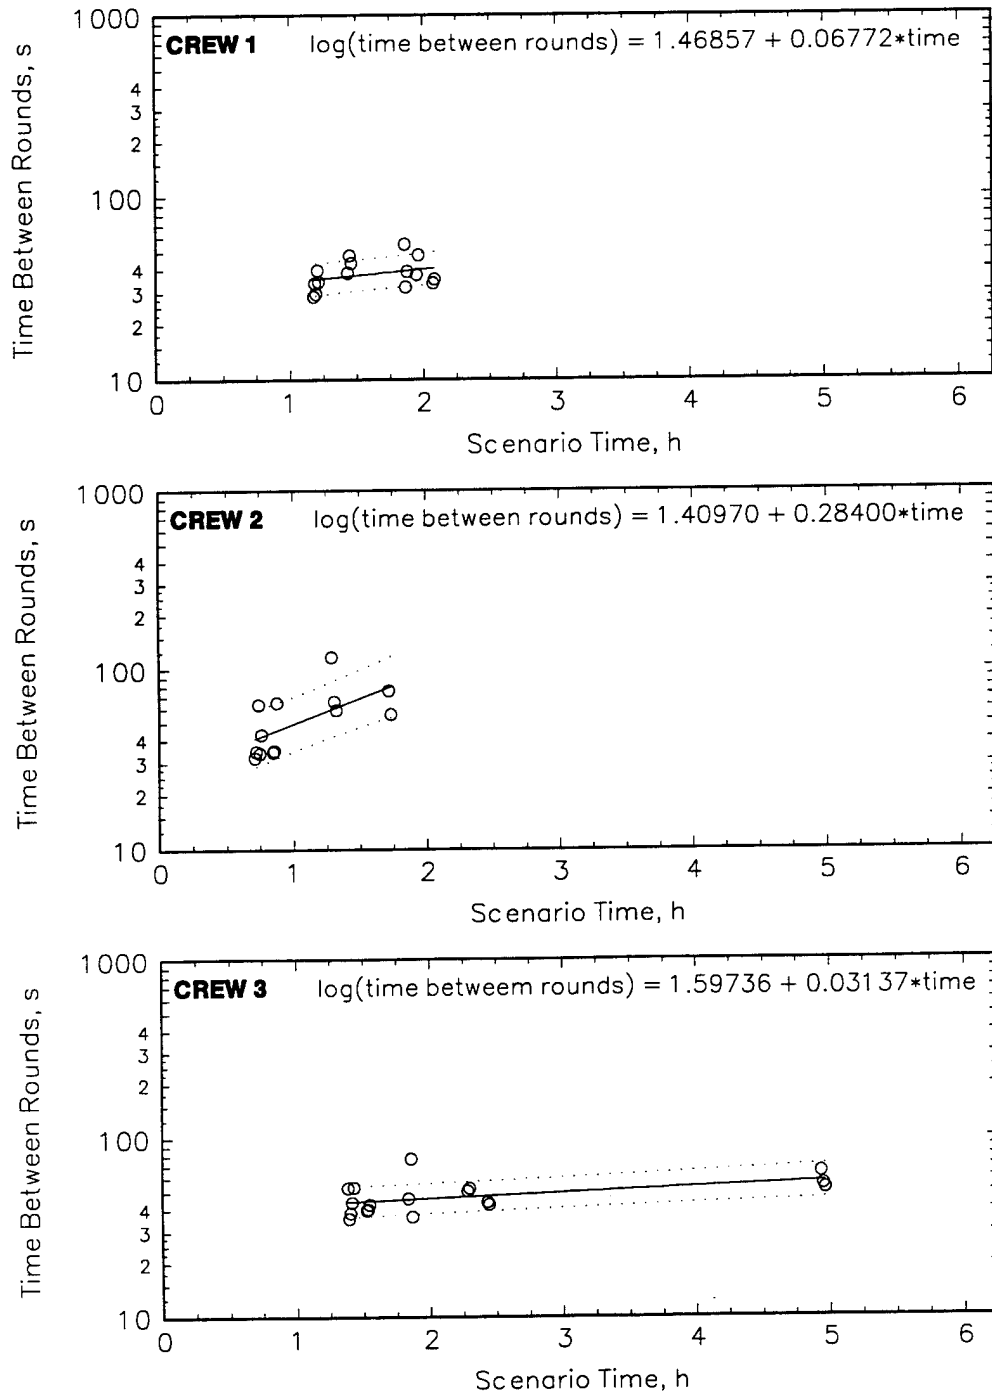 1000
CREW 1 log(time between rounds) = 1.46857 + 0.06772*time
4
3
2
100
4
3
2
10
Time Between Rounds, s
0 1 2 3 4 5 6
Scenario Time, h
1000
CREW 2 log(time between rounds) = 1.40970 + 0.28400*time
4
3
2
100
4
3
2
10
Time Between Rounds, s
0 1 2 3 4 5 6
Scenario Time, h
1000
CREW 3 log(time betweem rounds) = 1.59736 + 0.03137*time
4
3
2
100
4
3
2
10
Time Between Rounds, s
0 1 2 3 4 5 6
Scenario Time, h